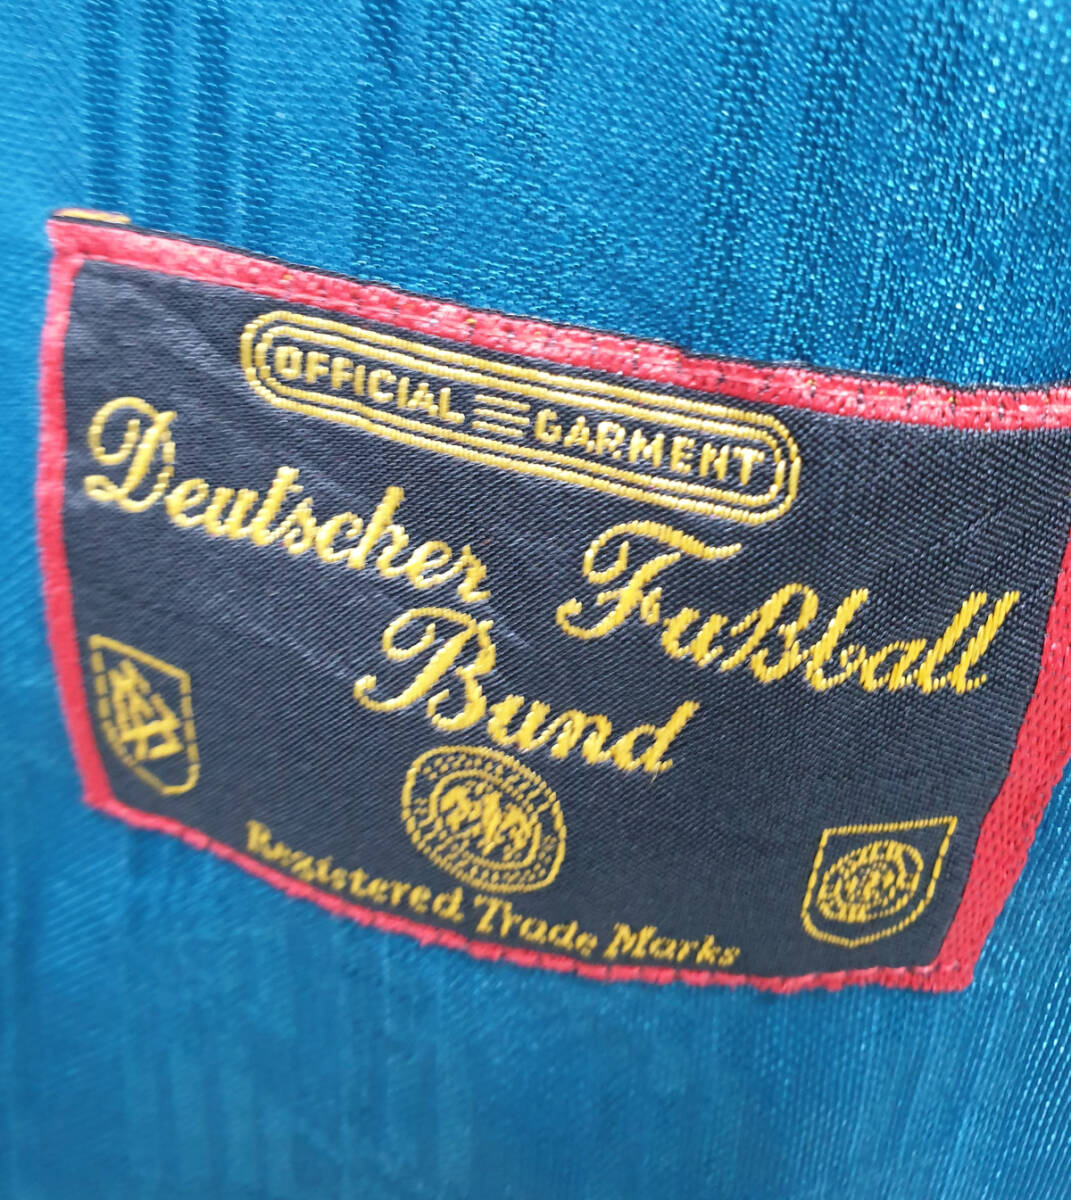 OFFICIAL GARMENT
Deutscher Fußball
Bund
Registered Trade Marks